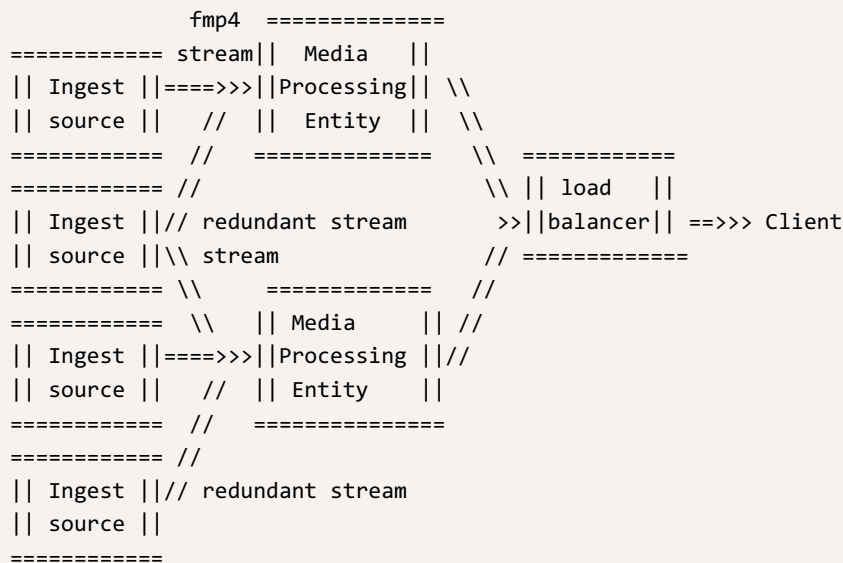 fmp4  ==============
============ stream||  Media   ||
|| Ingest ||====>>>||Processing|| \\
|| source ||   //  ||  Entity  ||  \\
============  //   ==============   \\  ============
============ //                      \\ || load   ||
|| Ingest ||// redundant stream       >>||balancer|| ==>>> Client
|| source ||\\ stream                // =============
============ \\     =============   //
============  \\   || Media     || //
|| Ingest ||====>>>||Processing ||//
|| source ||   //  || Entity    ||
============  //   ===============
============ //
|| Ingest ||// redundant stream
|| source ||
============